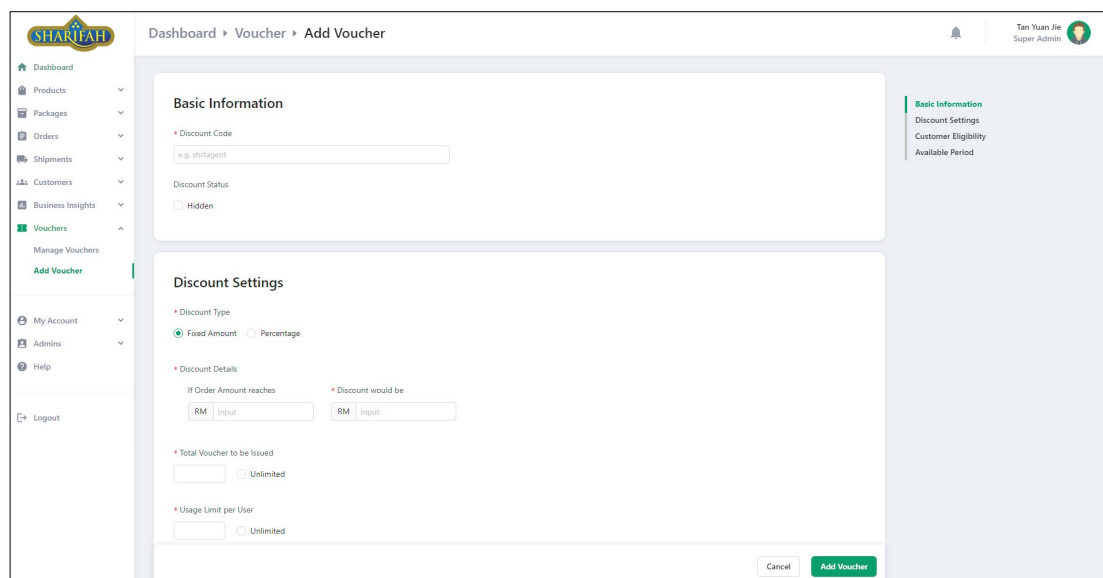 SHARIFAH
Dashboard ▸ Voucher ▸ Add Voucher
Tan Yuan Jie
Super Admin
Dashboard
Products
Packages
Orders
Shipments
Customers
Business Insights
Vouchers
Manage Vouchers
Add Voucher
My Account
Admins
Help
Logout
Basic Information
* Discount Code
e.g. shrfagent
Discount Status
Hidden
Discount Settings
* Discount Type
Fixed Amount Percentage
* Discount Details
If Order Amount reaches * Discount would be
RM Input RM Input
* Total Voucher to be Issued
Unlimited
* Usage Limit per User
Unlimited
Cancel Add Voucher
Basic Information
Discount Settings
Customer Eligibility
Available Period